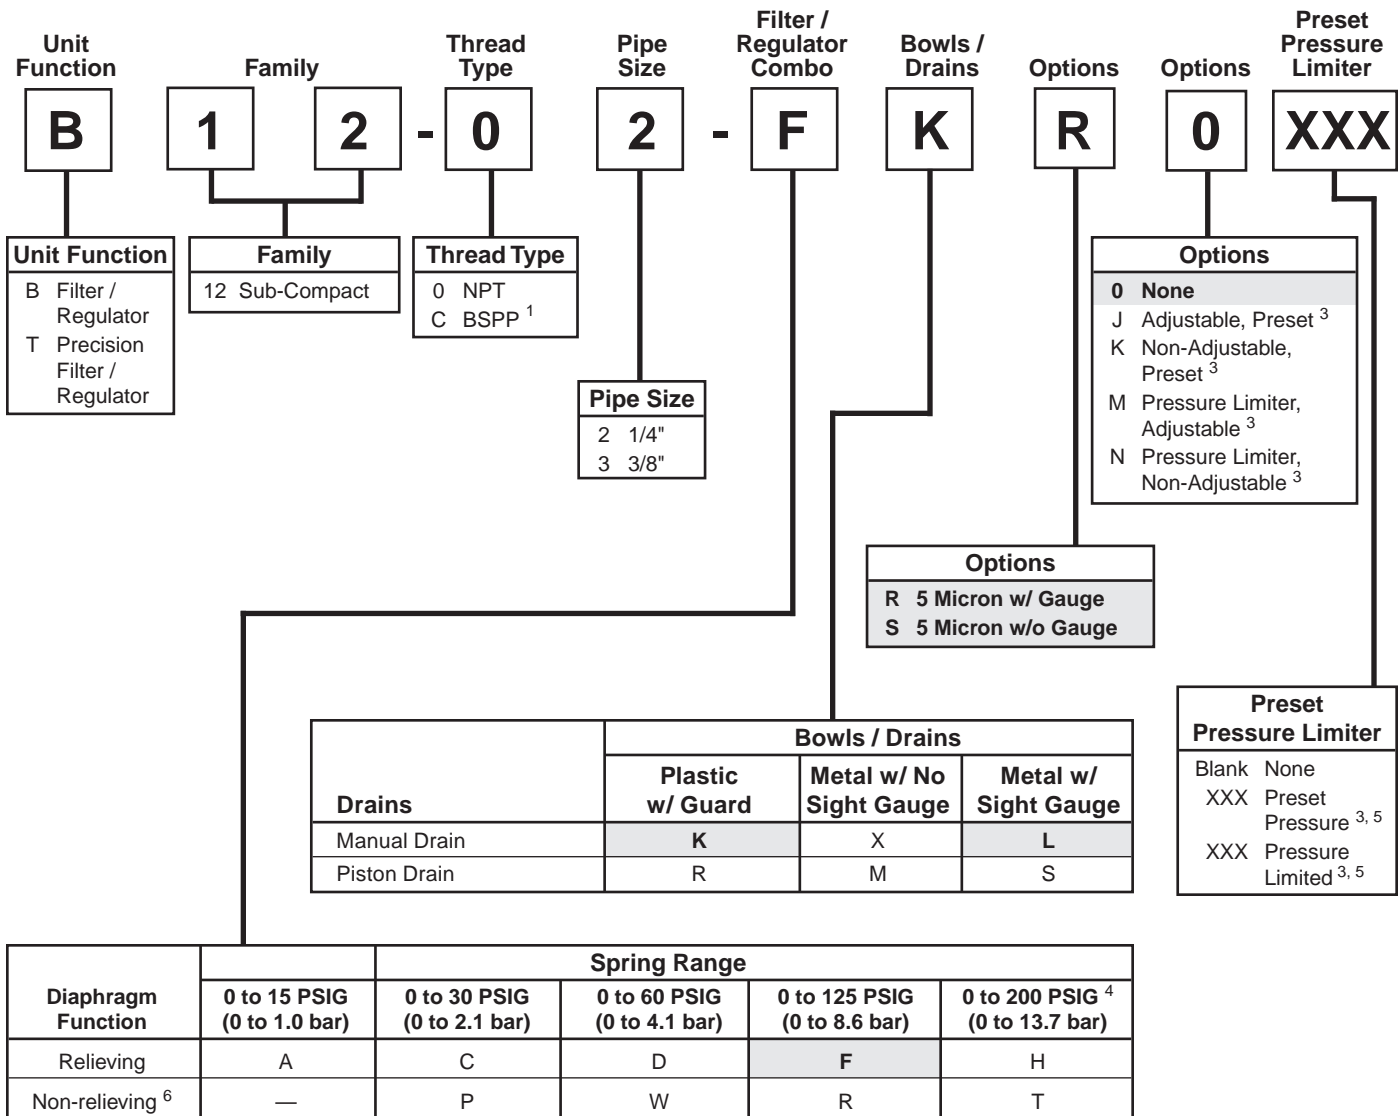 Unit Function
Family
Thread Type
Pipe Size
Filter / Regulator Combo
Bowls / Drains
Options
Options
Preset Pressure Limiter
B 1 2 - 0 2 - F K R 0 XXX
Unit Function
B Filter / Regulator
T Precision Filter / Regulator
Family
12 Sub-Compact
Thread Type
0 NPT
C BSPP 1
Pipe Size
2 1/4"
3 3/8"
Options
0 None
J Adjustable, Preset 3
K Non-Adjustable, Preset 3
M Pressure Limiter, Adjustable 3
N Pressure Limiter, Non-Adjustable 3
Options
R 5 Micron w/ Gauge
S 5 Micron w/o Gauge
Preset Pressure Limiter
Blank None
XXX Preset Pressure 3, 5
XXX Pressure Limited 3, 5
Bowls / Drains
Drains
Plastic w/ Guard
Metal w/ No Sight Gauge
Metal w/ Sight Gauge
Manual Drain K X L
Piston Drain R M S
Spring Range
Diaphragm Function
0 to 15 PSIG (0 to 1.0 bar)
0 to 30 PSIG (0 to 2.1 bar)
0 to 60 PSIG (0 to 4.1 bar)
0 to 125 PSIG (0 to 8.6 bar)
0 to 200 PSIG 4 (0 to 13.7 bar)
Relieving A C D F H
Non-relieving 6 — P W R T